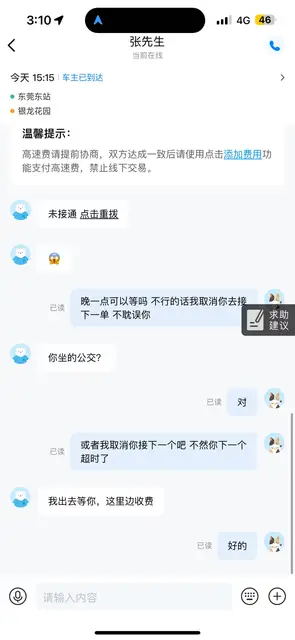 3:10
4G
46
张先生
当前在线
今天 15:15
车主已到达
东莞东站
银龙花园
温馨提示:
高速费请提前协商，双方达成一致后请使用点击添加费用功
能支付高速费，禁止线下交易。
未接通 点击重拨
已读
晚一点可以等吗 不行的话我取消你去接
下一单 不耽误你
求助
建议
你坐的公交?
已读
对
已读
或者我取消你接下一个吧 不然你下一个
超时了
我出去等你，这里边收费
已读
好的
请输入内容